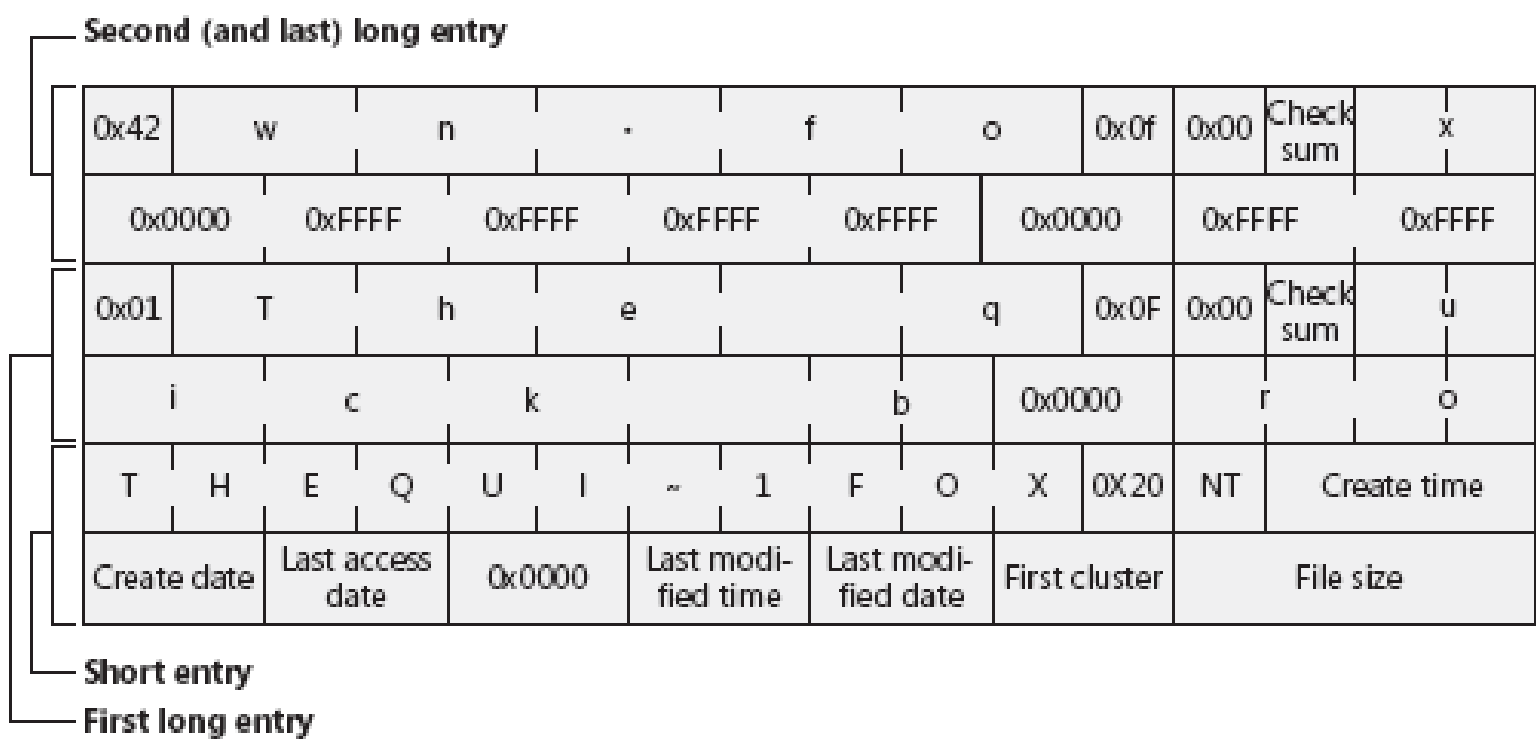 Second (and last) long entry
0x42 w n . f o 0x0f 0x00 Check sum x
0x0000 0xFFFF 0xFFFF 0xFFFF 0xFFFF 0x0000 0xFFFF 0xFFFF
0x01 T h e q 0x0F 0x00 Check sum u
i c k b 0x0000 r o
T H E Q U I ~ 1 F O X 0X20 NT Create time
Create date Last access date 0x0000 Last modi-fied time Last modi-fied date First cluster File size
Short entry
First long entry